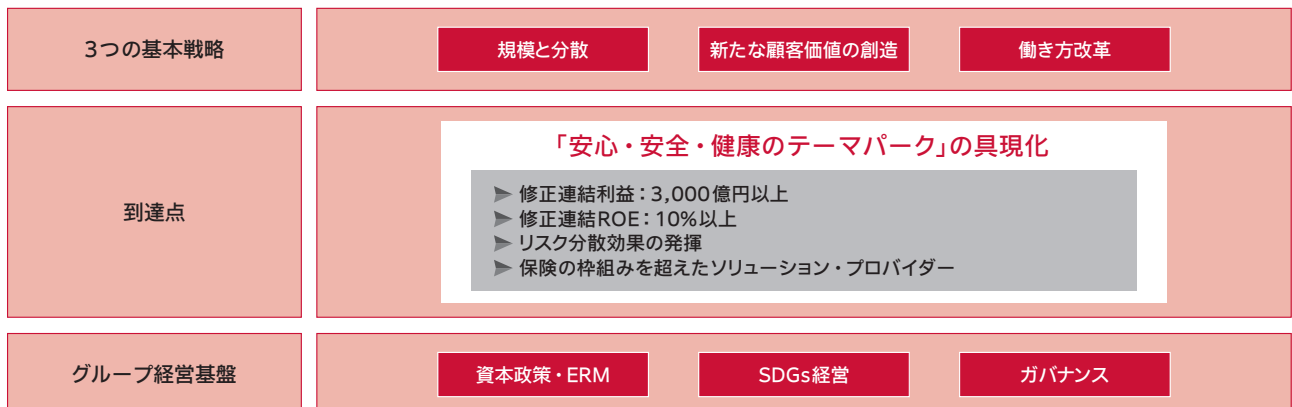 3つの基本戦略
規模と分散
新たな顧客価値の創造
働き方改革
到達点
「安心・安全・健康のテーマパーク」の具現化
➤ 修正連結利益：3,000億円以上
➤ 修正連結ROE：10%以上
➤ リスク分散効果の発揮
➤ 保険の枠組みを超えたソリューション・プロバイダー
グループ経営基盤
資本政策・ERM
SDGs経営
ガバナンス